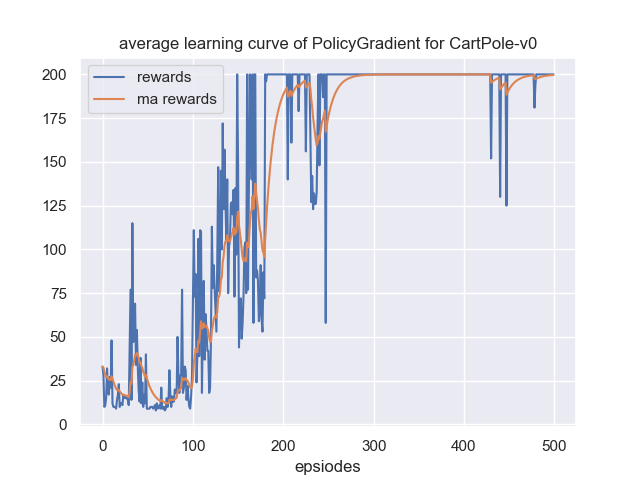 average learning curve of PolicyGradient for CartPole-v0
rewards
ma rewards
200
175
150
125
100
75
50
25
0
0 100 200 300 400 500
epsiodes